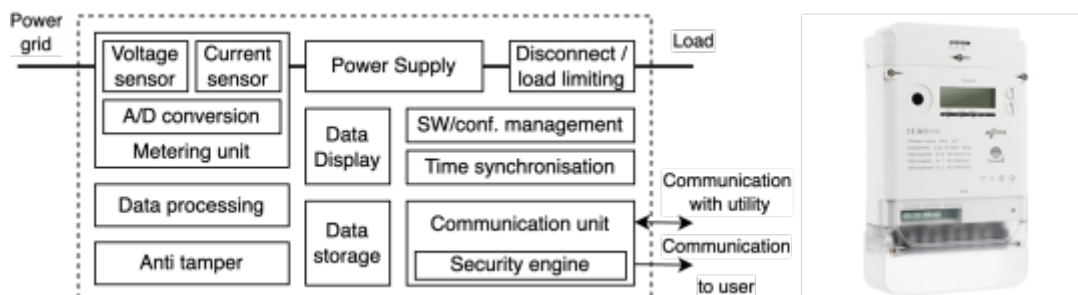 Power
grid
Voltage
sensor
Current
sensor
A/D conversion
Metering unit
Power Supply
Disconnect /
load limiting
Load
Data
Display
SW/conf. management
Time synchronisation
Data processing
Anti tamper
Data
storage
Communication unit
Security engine
Communication
with utility
Communication
to user